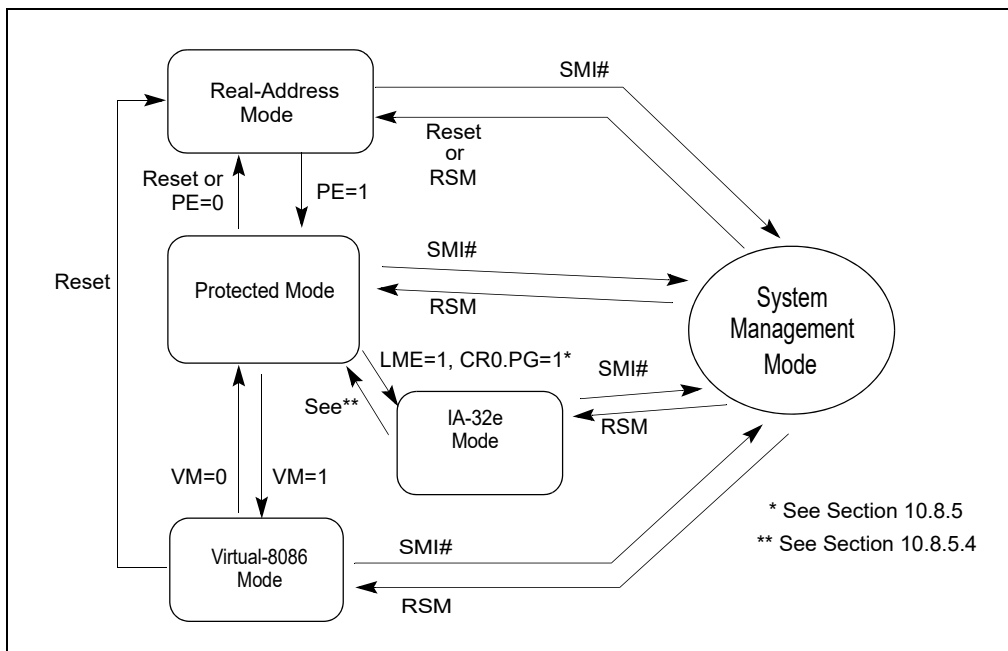 SMI#
Real-Address
Mode
Reset
or
RSM
Reset or
PE=0
PE=1
SMI#
Reset
Protected Mode
RSM
System
Management
Mode
LME=1, CR0.PG=1*
SMI#
See**
IA-32e
Mode
RSM
VM=0
VM=1
* See Section 10.8.5
** See Section 10.8.5.4
Virtual-8086
Mode
SMI#
RSM